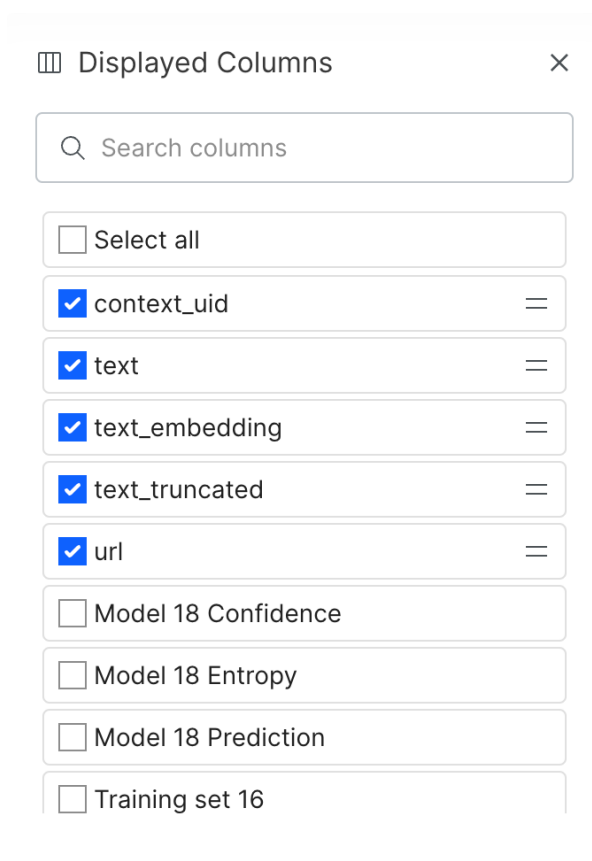 Displayed Columns
Search columns
Select all
context_uid
text
text_embedding
text_truncated
url
Model 18 Confidence
Model 18 Entropy
Model 18 Prediction
Training set 16